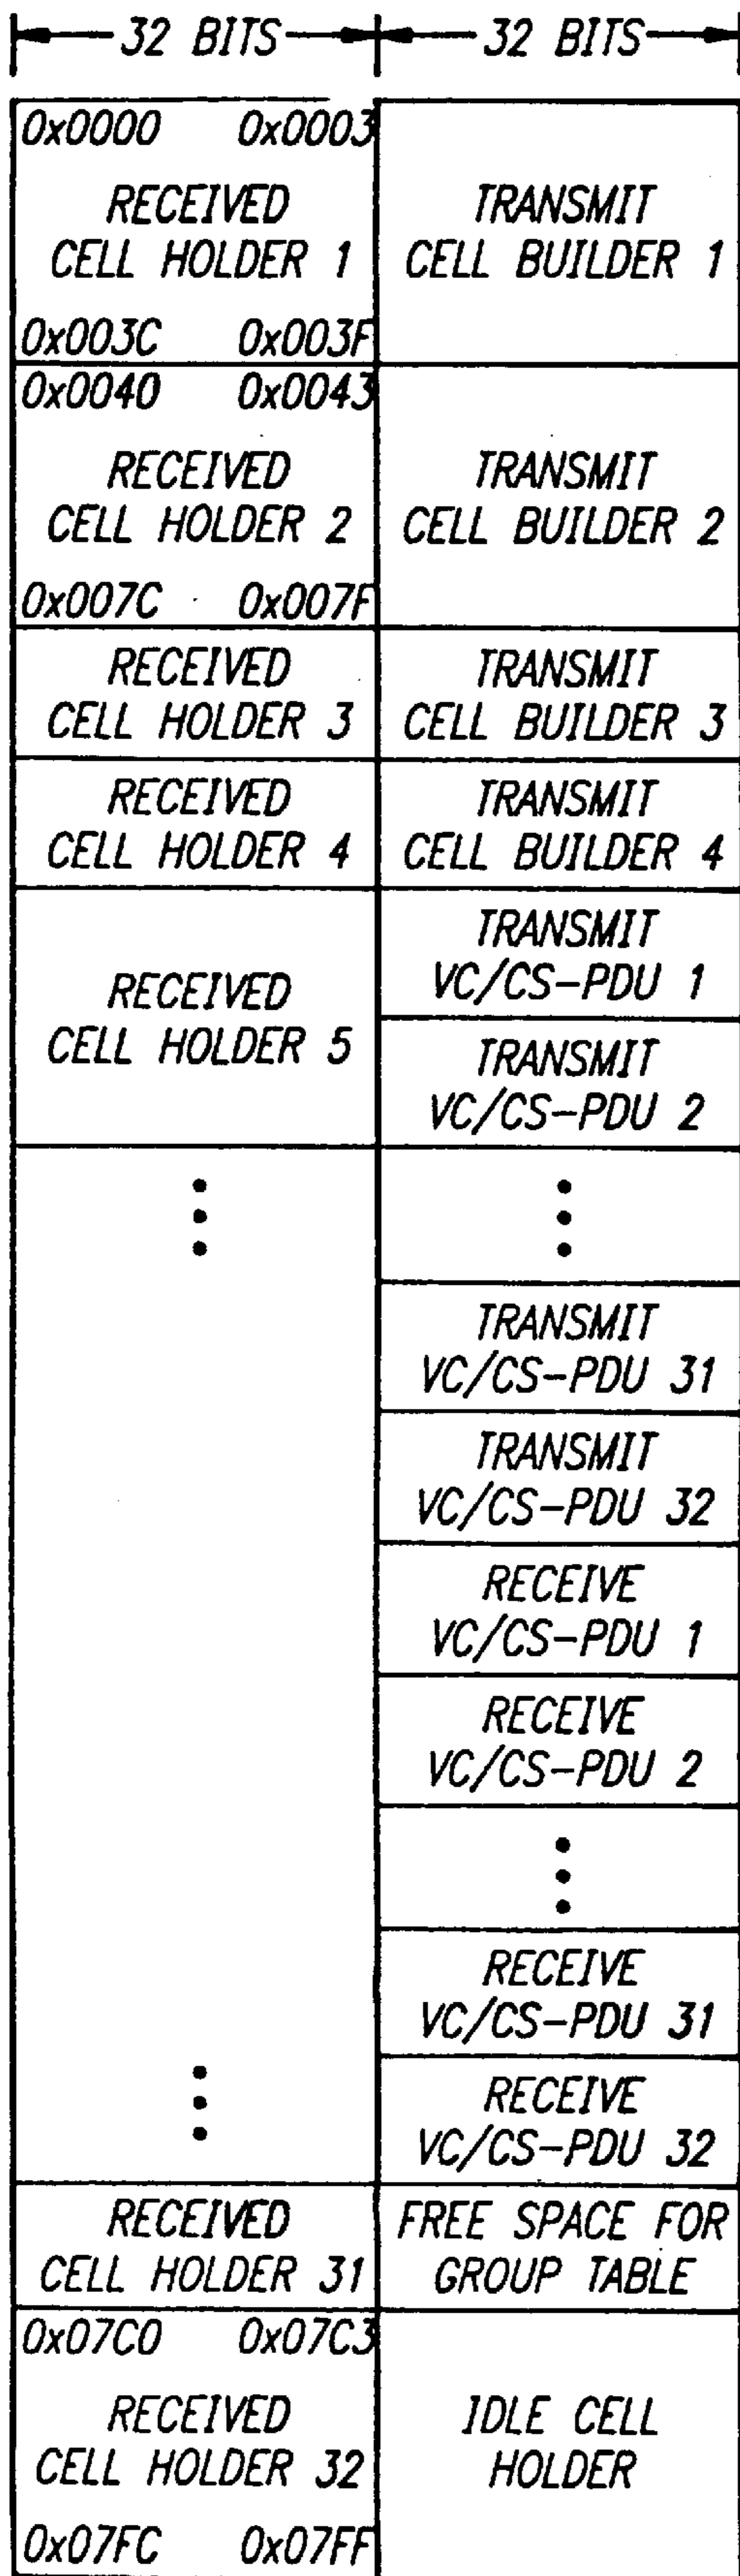 32 BITS 32 BITS
0x0000 0x0003
RECEIVED
CELL HOLDER 1
0x003C 0x003F
TRANSMIT
CELL BUILDER 1
0x0040 0x0043
RECEIVED
CELL HOLDER 2
0x007C 0x007F
TRANSMIT
CELL BUILDER 2
RECEIVED
CELL HOLDER 3
TRANSMIT
CELL BUILDER 3
RECEIVED
CELL HOLDER 4
TRANSMIT
CELL BUILDER 4
RECEIVED
CELL HOLDER 5
TRANSMIT
VC/CS-PDU 1
TRANSMIT
VC/CS-PDU 2
TRANSMIT
VC/CS-PDU 31
TRANSMIT
VC/CS-PDU 32
RECEIVE
VC/CS-PDU 1
RECEIVE
VC/CS-PDU 2
RECEIVE
VC/CS-PDU 31
RECEIVE
VC/CS-PDU 32
RECEIVED
CELL HOLDER 31
FREE SPACE FOR
GROUP TABLE
0x07C0 0x07C3
RECEIVED
CELL HOLDER 32
0x07FC 0x07FF
IDLE CELL
HOLDER